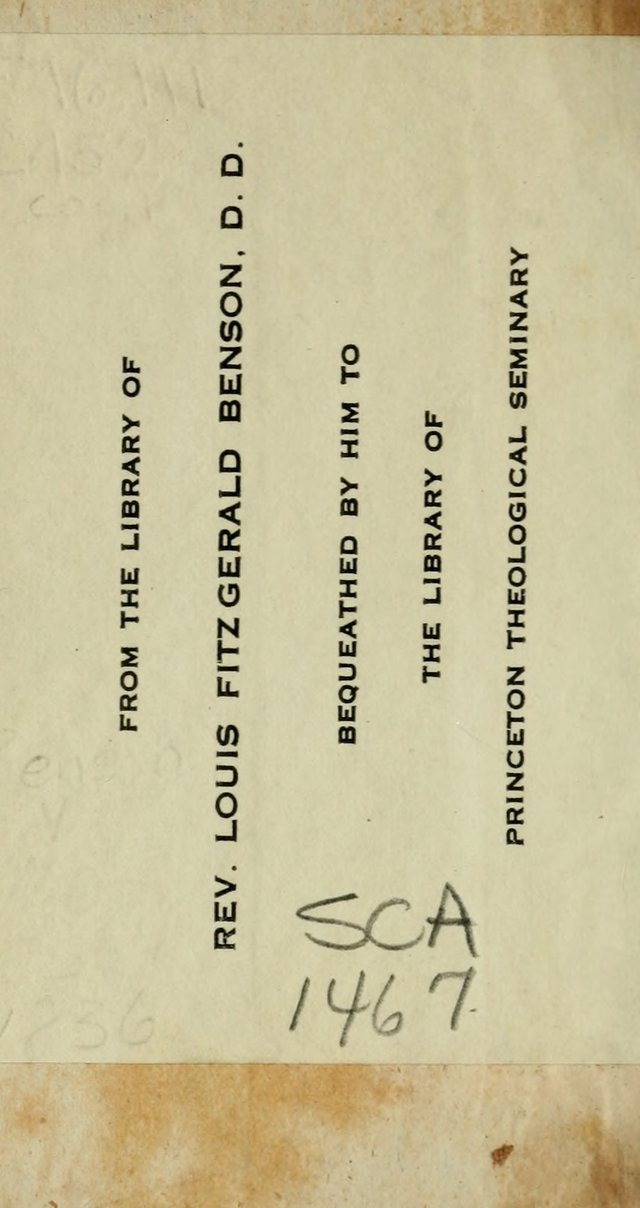 FROM THE LIBRARY OF
REV. LOUIS FITZGERALD BENSON, D. D.
BEQUEATHED BY HIM TO
THE LIBRARY OF
PRINCETON THEOLOGICAL SEMINARY
SCA
1467